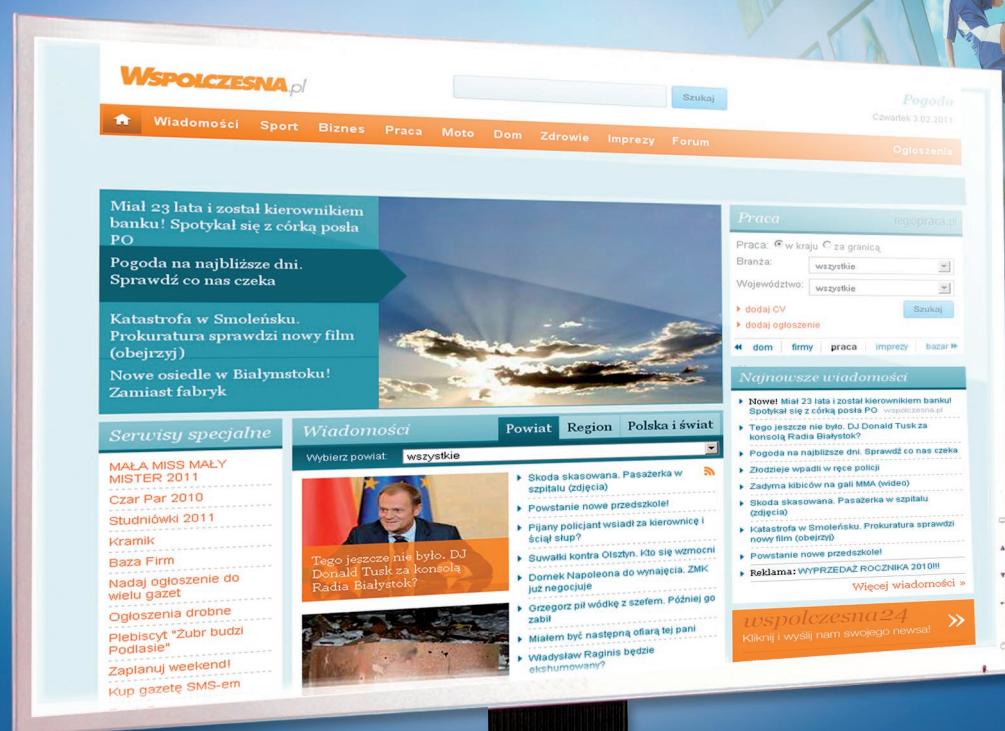 WSPOLCZESNA.pl
Szukaj
Pogoda
Czwartek 3.02.2011
Wiadomości Sport Biznes Praca Moto Dom Zdrowie Imprezy Forum
Ogłoszenia
Miał 23 lata i został kierownikiem
banku! Spotykał się z córką posła
PO
Pogoda na najbliższe dni.
Sprawdź co nas czeka
Katastrofa w Smoleńsku.
Prokuratura sprawdzi nowy film
(obejrzyj)
Nowe osiedle w Białymstoku!
Zamiast fabryk
Praca
regiopraca.pl
Praca: w kraju za granicą
Branża: wszystkie
Województwo: wszystkie
dodaj CV
Szukaj
dodaj ogłoszenie
dom firmy praca imprezy bazar
Serwisy specjalne
MAŁA MISS MAŁY
MISTER 2011
Czar Par 2010
Studniówki 2011
Kramik
Baza Firm
Nadaj ogłoszenie do
wielu gazet
Ogłoszenia drobne
Plebiscyt "Żubr budzi
Podlasie"
Zaplanuj weekend!
Kup gazetę SMS-em
Wiadomości
Powiat Region Polska i świat
Wybierz powiat: wszystkie
Tego jeszcze nie było. DJ
Donald Tusk za konsolą
Radia Białystok?
Skoda skasowana. Pasażerka w
szpitalu (zdjęcia)
Powstanie nowe przedszkole!
Pijany policjant wsiadł za kierownicę i
ściął słup?
Suwałki kontra Olsztyn. Kto się wzmocni
Domek Napoleona do wynajęcia. ZMK
już negocjuje
Grzegorz pił wódkę z szefem. Później go
zabił
Miałem być następną ofiarą tej pani
Władysław Raginis będzie
ekshumowany?
Najnowsze wiadomości
Nowe! Miał 23 lata i został kierownikiem banku!
Spotykał się z córką posła PO wspolczesna.pl
Tego jeszcze nie było. DJ Donald Tusk za
konsolą Radia Białystok?
Pogoda na najbliższe dni. Sprawdź co nas czeka
Złodzieje wpadli w ręce policji
Zadyma kibiców na gali MMA (wideo)
Skoda skasowana. Pasażerka w szpitalu
(zdjęcia)
Katastrofa w Smoleńsku. Prokuratura sprawdzi
nowy film (obejrzyj)
Powstanie nowe przedszkole!
Reklama: WYPRZEDAŻ ROCZNIKA 2010!!!
Więcej wiadomości »
wspolczesna24
Kliknij i wyślij nam swojego newsa!